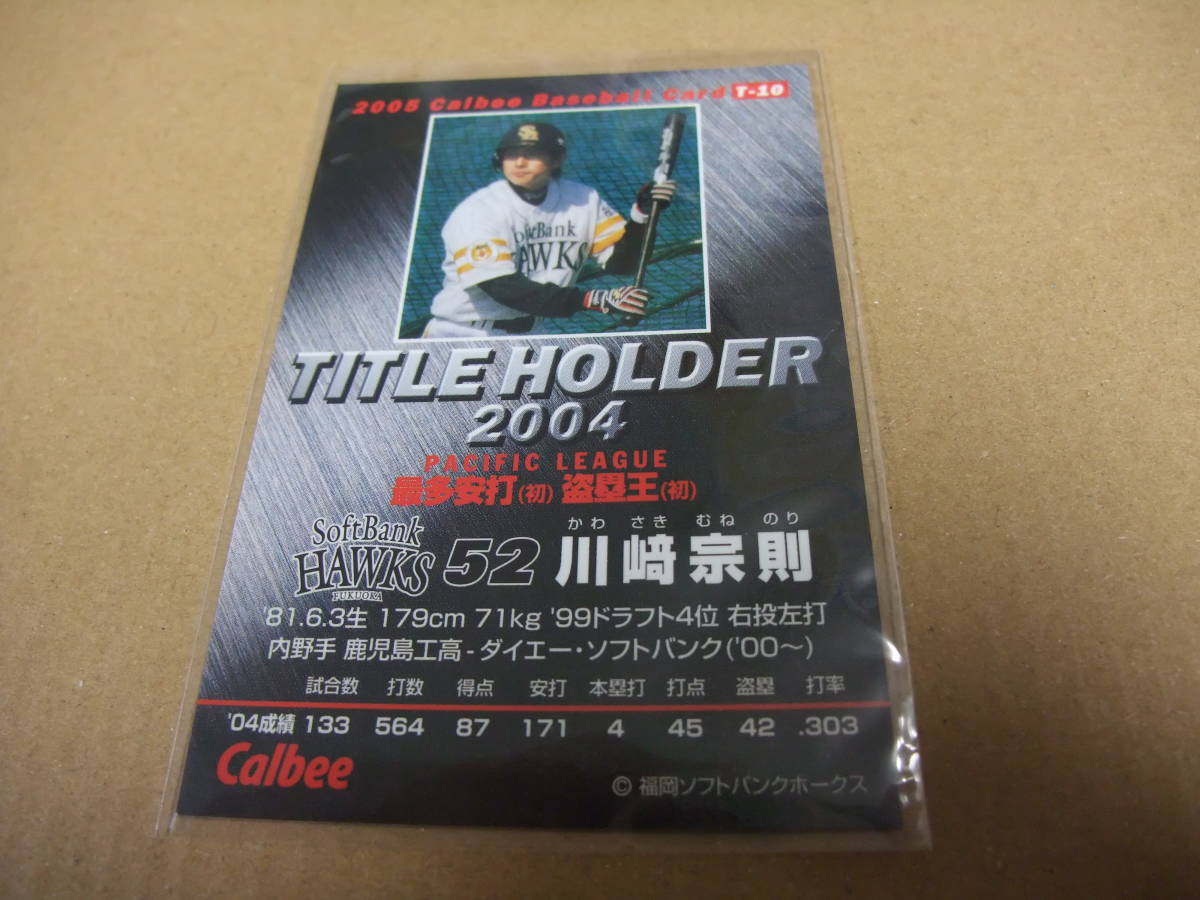 2005 Calbee Baseball Card T-10
SoftBank
HAWKS
TITLE HOLDER
2004
PACIFIC LEAGUE
最多安打(初) 盗塁王(初)
かわ さき むね のり
SoftBank
HAWKS
FUKUOKA
52 川﨑宗則
'81.6.3生 179cm 71kg '99ドラフト4位 右投左打
内野手 鹿児島工高-ダイエー・ソフトバンク('00〜)
試合数 打数 得点 安打 本塁打 打点 盗塁 打率
'04成績 133 564 87 171 4 45 42 .303
Calbee
© 福岡ソフトバンクホークス